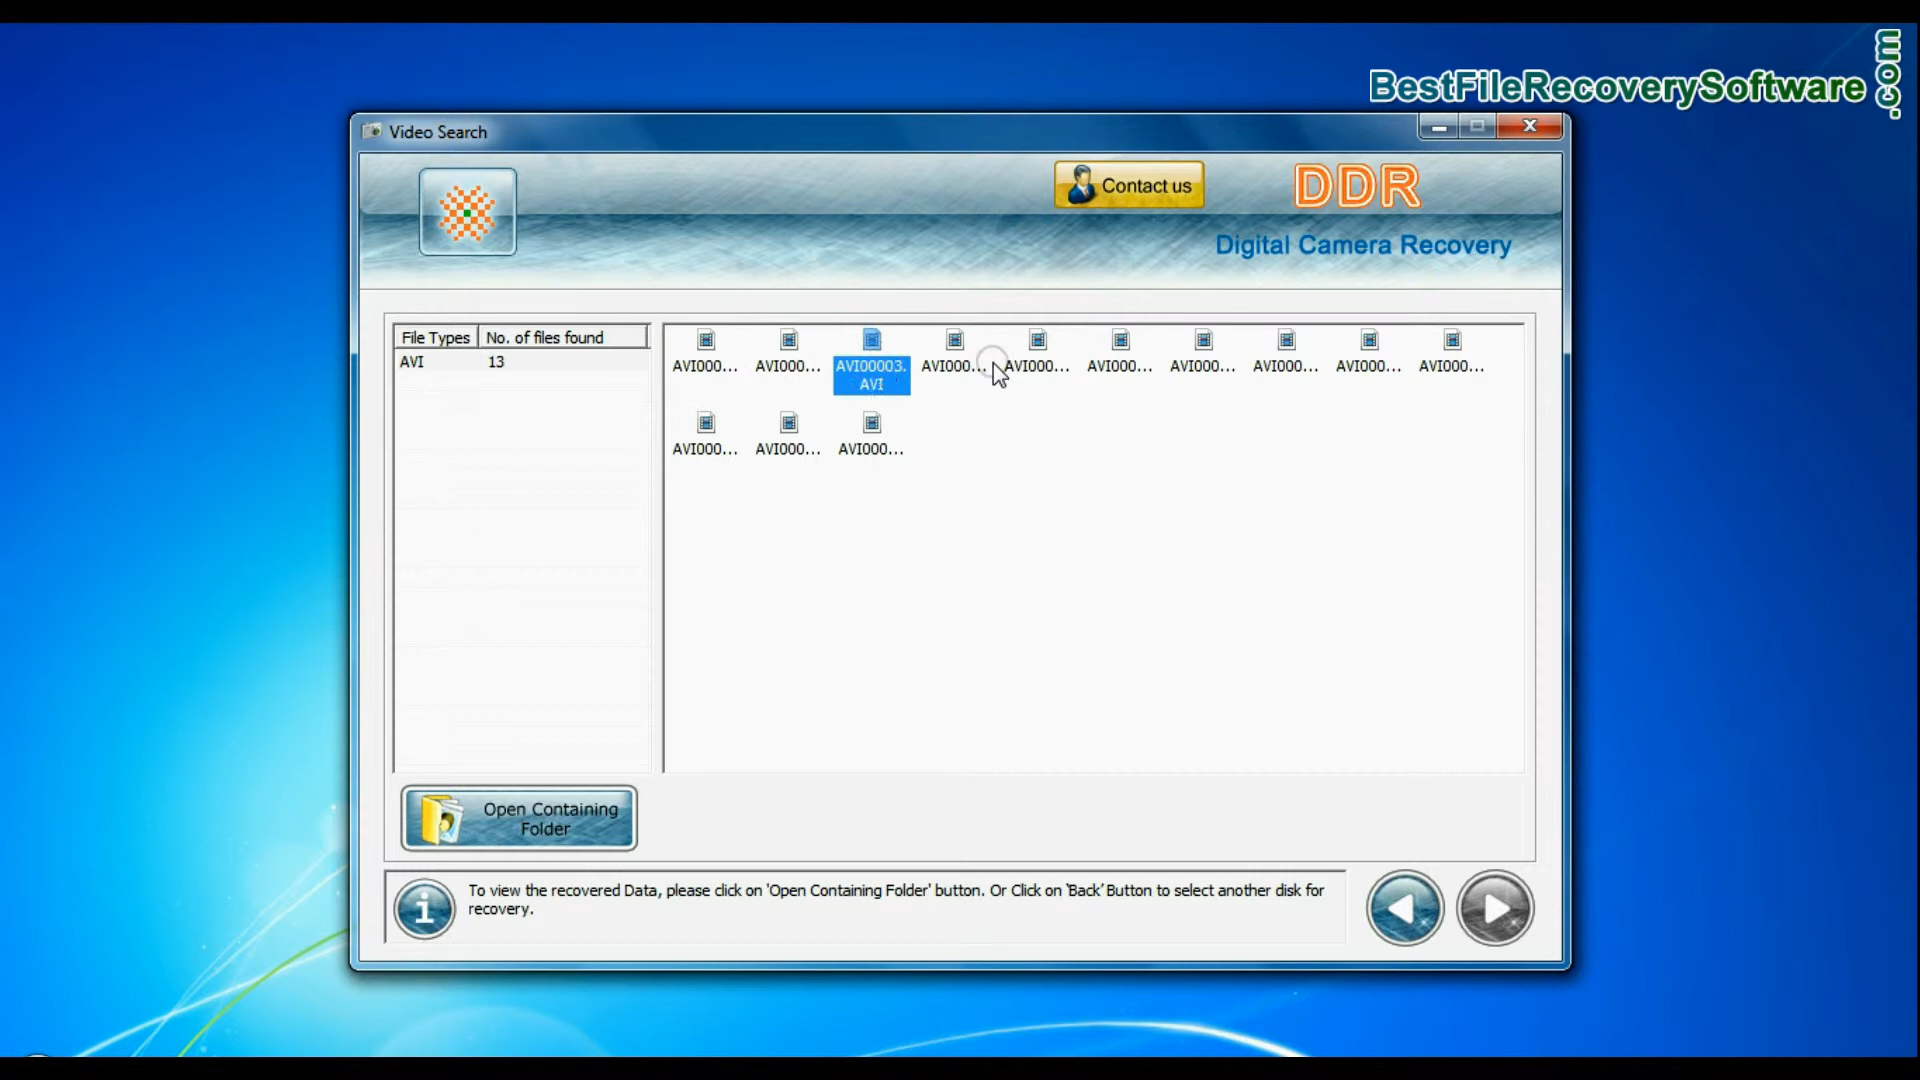 BestFileRecoverySoftware.com
Video Search
Contact us
DDR
Digital Camera Recovery
File Types No. of files found
AVI 13
AVI000... AVI000... AVI00003. AVI000... AVI000... AVI000... AVI000... AVI000... AVI000... AVI000...
AVI
AVI000... AVI000... AVI000...
Open Containing
Folder
To view the recovered Data, please click on 'Open Containing Folder' button. Or Click on 'Back' Button to select another disk for
recovery.